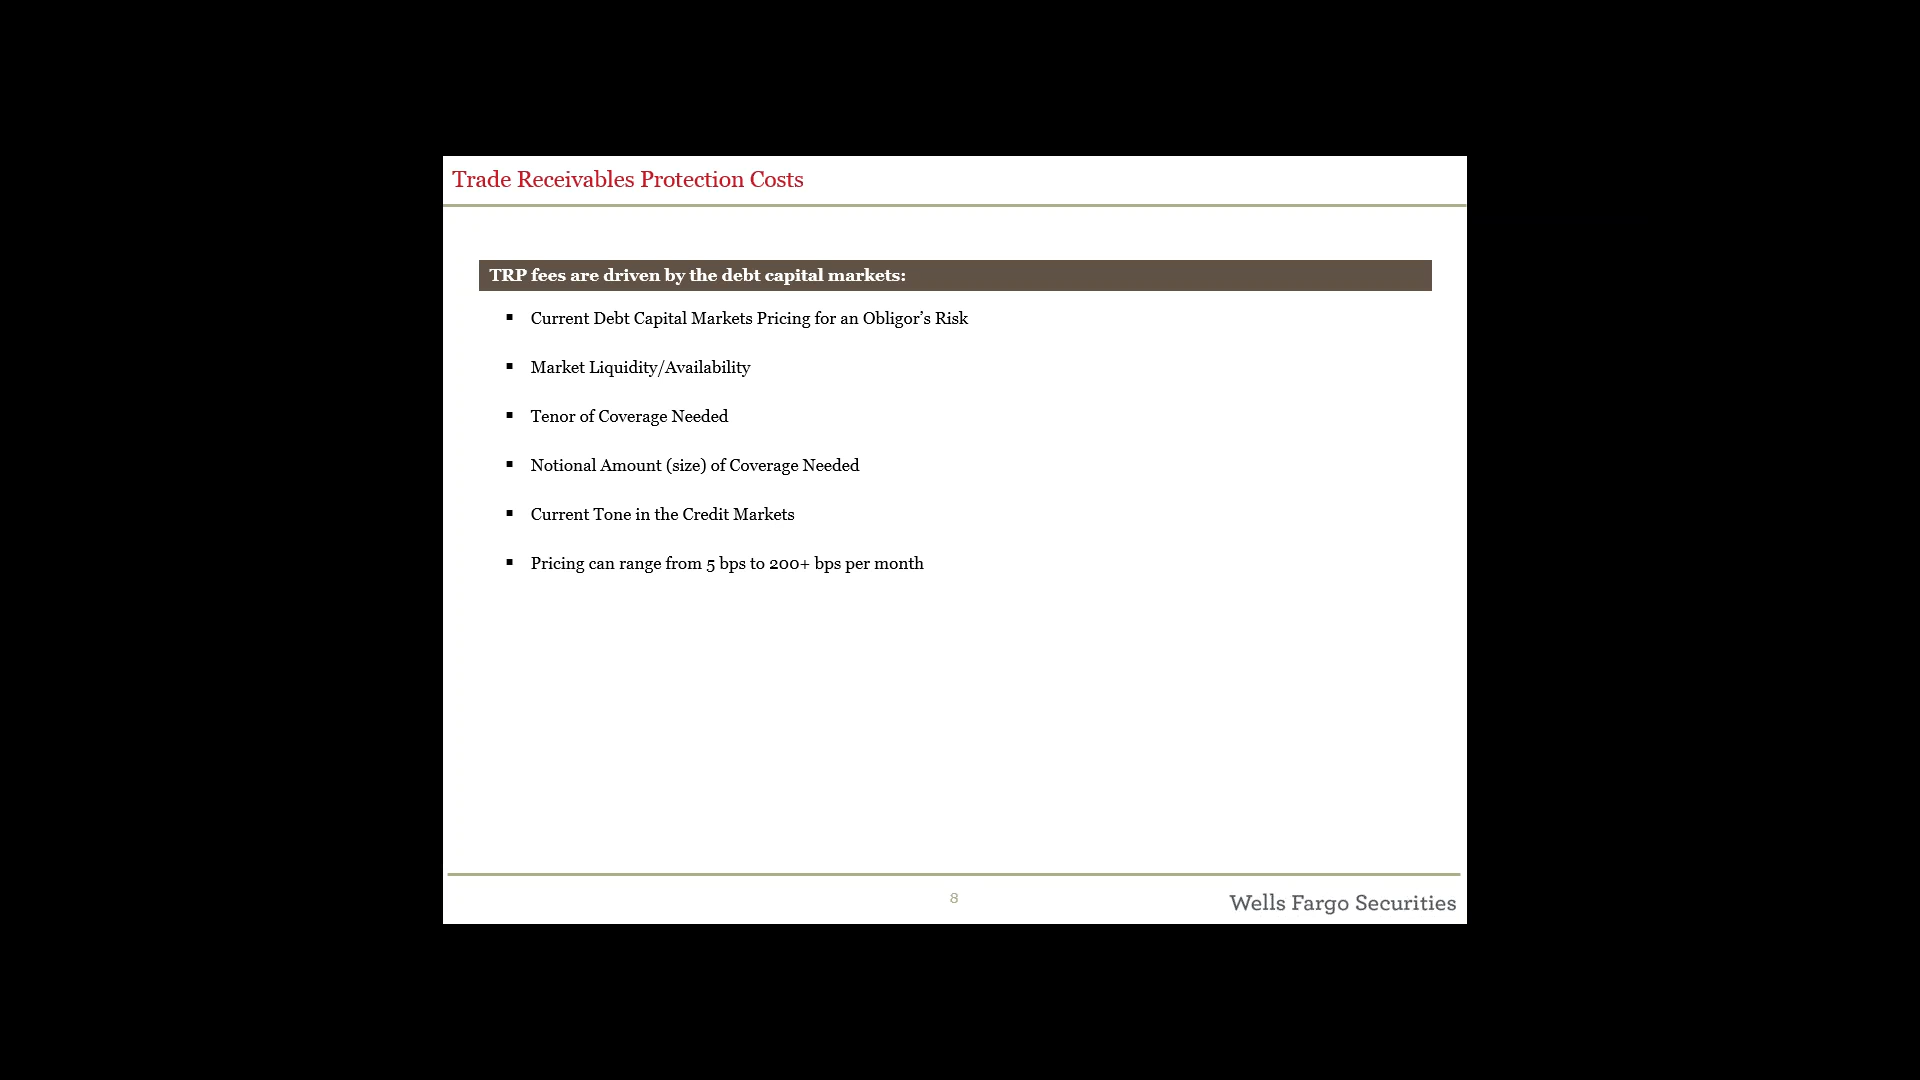 Trade Receivables Protection Costs
TRP fees are driven by the debt capital markets:
▪ Current Debt Capital Markets Pricing for an Obligor’s Risk
▪ Market Liquidity/Availability
▪ Tenor of Coverage Needed
▪ Notional Amount (size) of Coverage Needed
▪ Current Tone in the Credit Markets
▪ Pricing can range from 5 bps to 200+ bps per month
8
Wells Fargo Securities